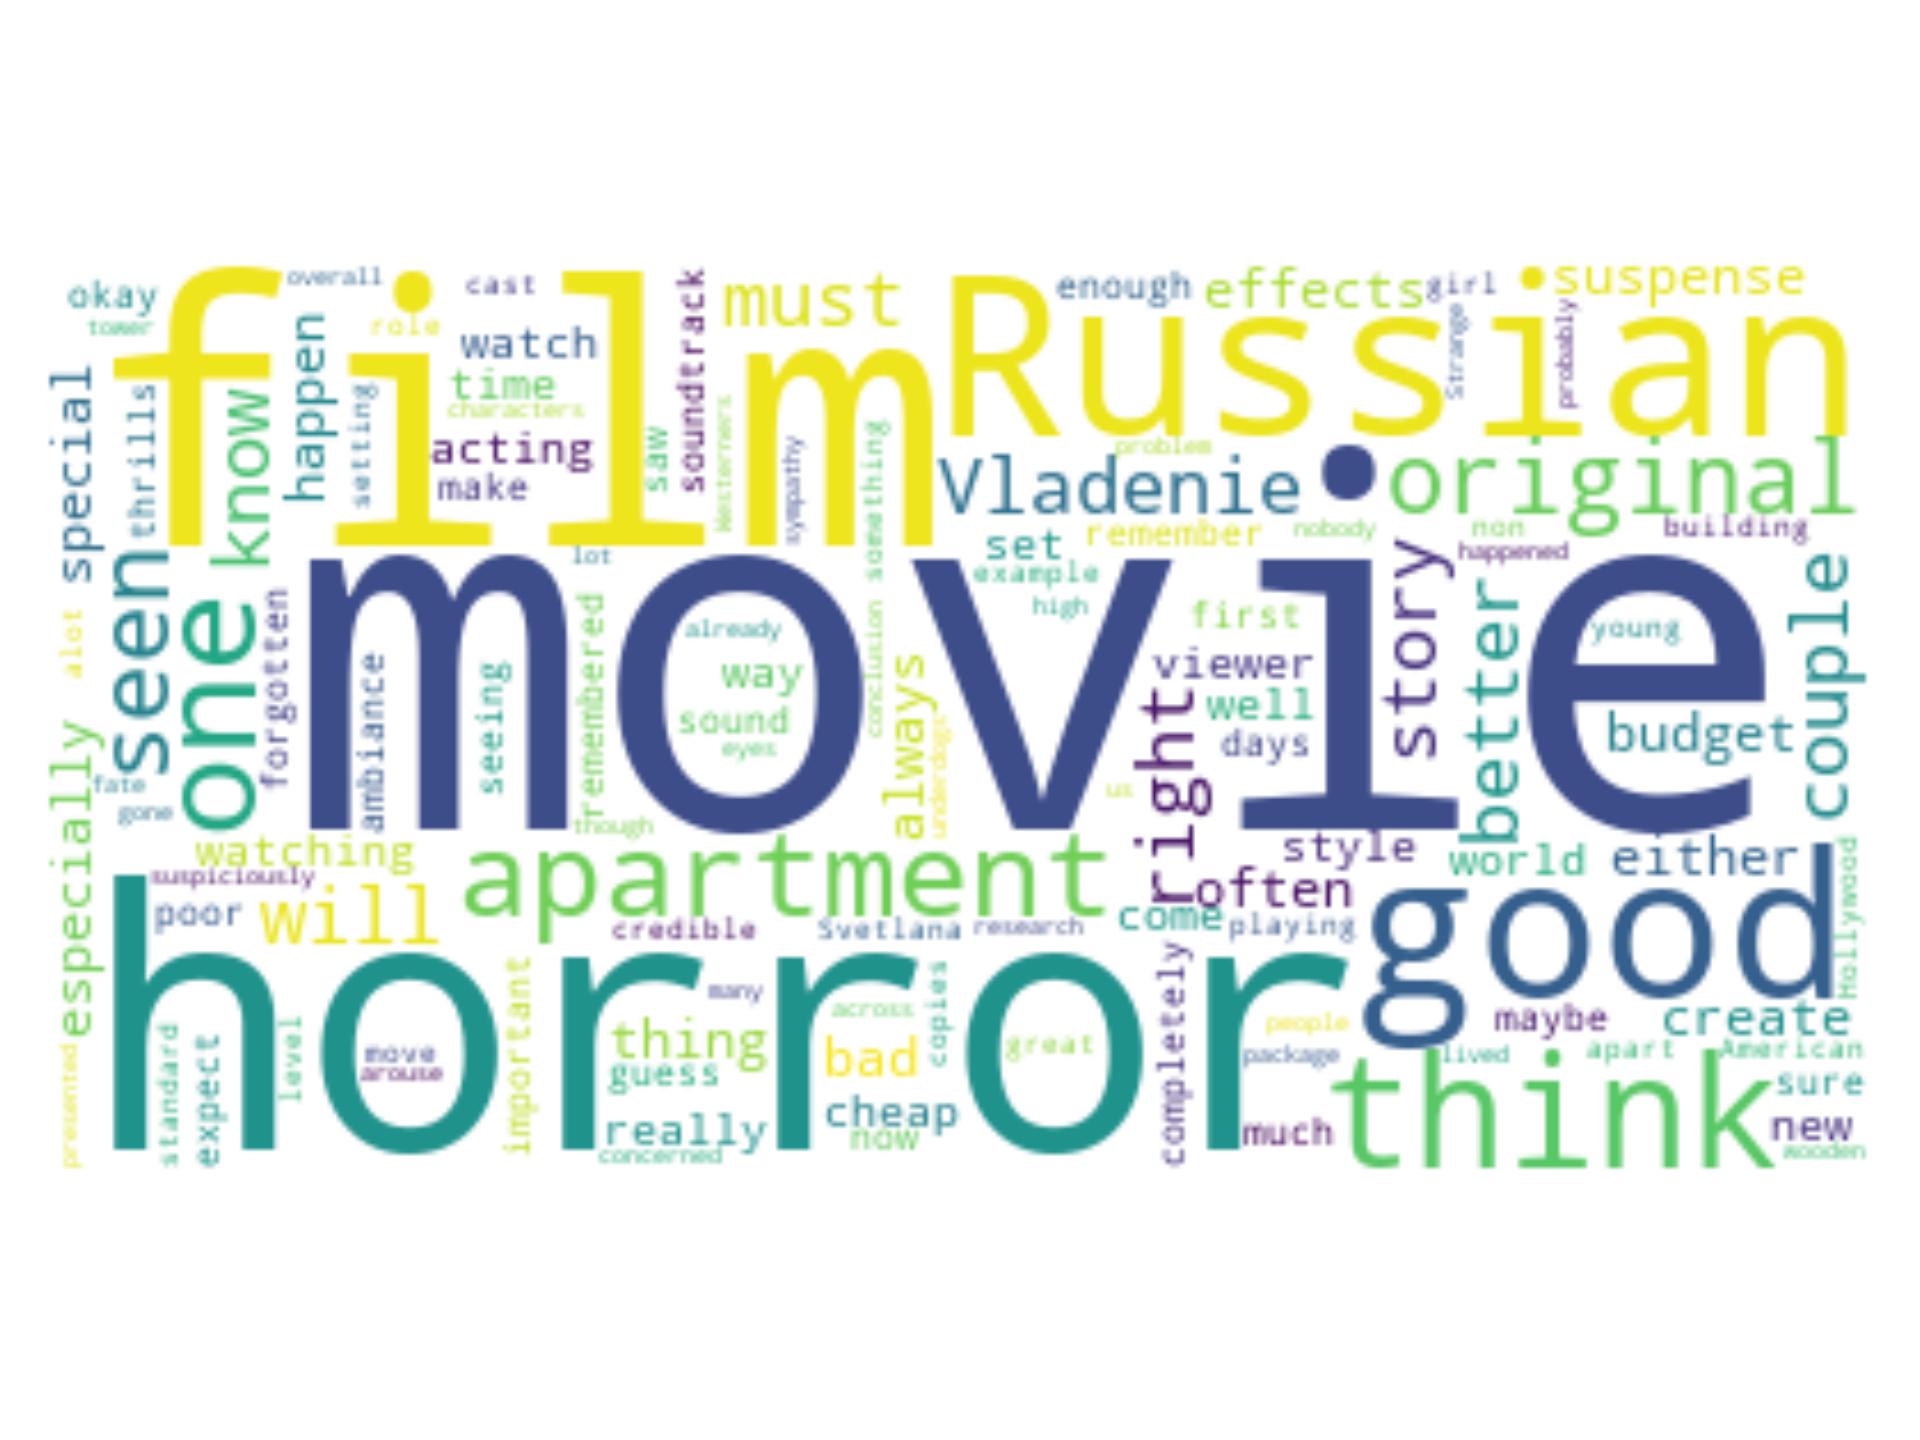 okay
overall
cast
must
enough
effects
girl
suspense
tower
film
role
watch
soundtrack
Russian
Strange
probably
happen
time
characters
special
thrills
know
setting
acting
make
saw
Westerners
sympathy
something
problem
Vladenie
original
seen
lot
set
remember
nobody
non
building
example
happened
high
movie
story
couple
alot
one
forgotten
ambiance
seeing
remembered
already
way
sound
eyes
conclusion
always
underdogs
first
viewer
well
days
right
better
young
budget
especially
fate
gone
though
us
watching
apartment
style
world
either
suspiciously
poor
will
credible
Svetlana
research
come
often
playing
good
Hollywood
horror
many
across
copies
completely
people
maybe
create
presented
standard
expect
level
move
arouse
important
thing
guess
bad
great
package
lived
apart
American
think
sure
really
cheap
now
much
new
concerned
wooden